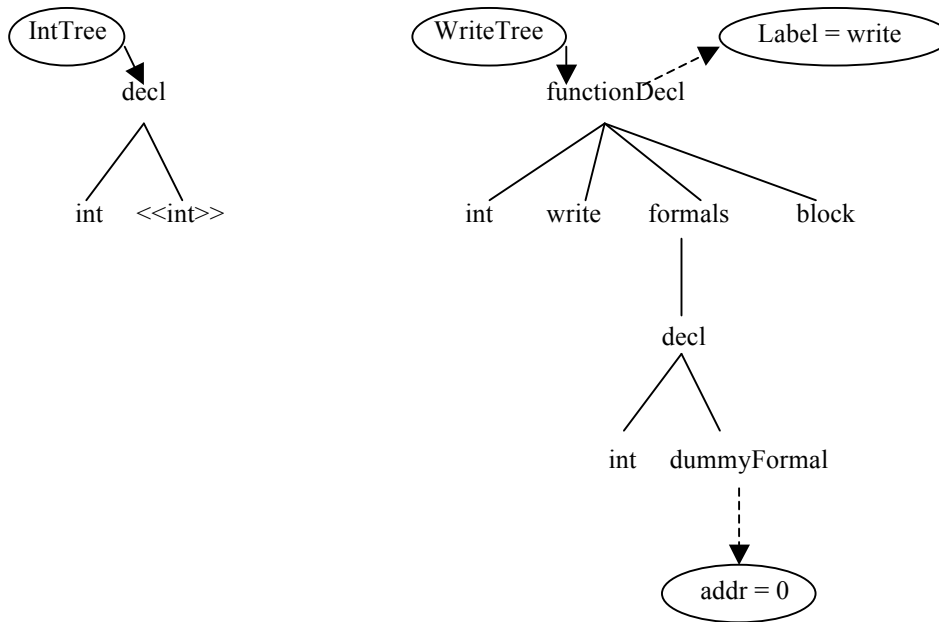 IntTree WriteTree Label = write
decl functionDecl
int <<int>> int write formals block
decl
int dummyFormal
addr = 0